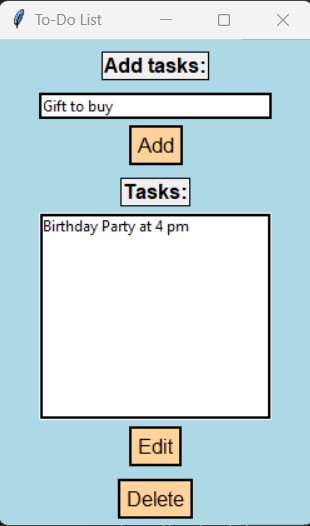 To-Do List
Add tasks:
Gift to buy
Add
Tasks:
Birthday Party at 4 pm
Edit
Delete